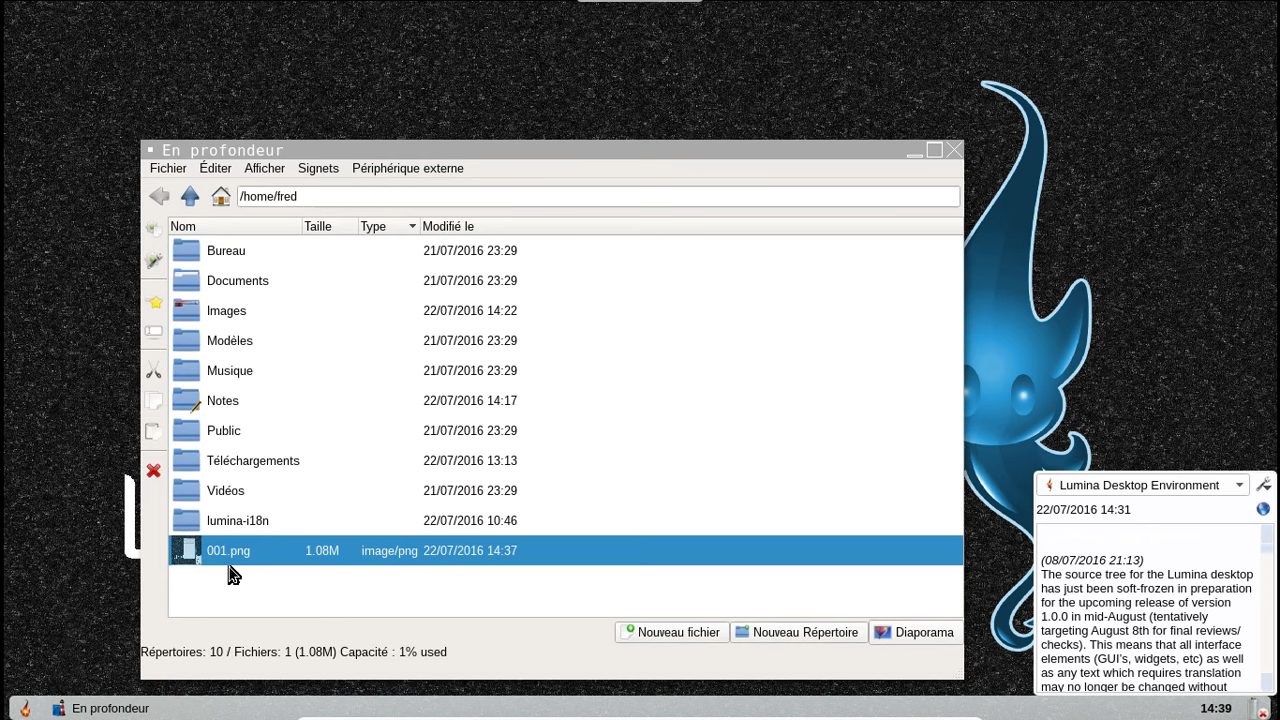 En profondeur
Fichier Éditer Afficher Signets Périphérique externe
/home/fred
Nom Taille Type Modifié le
Bureau 21/07/2016 23:29
Documents 21/07/2016 23:29
Images 22/07/2016 14:22
Modèles 21/07/2016 23:29
Musique 21/07/2016 23:29
Notes 22/07/2016 14:17
Public 21/07/2016 23:29
Téléchargements 22/07/2016 13:13
Vidéos 21/07/2016 23:29
lumina-i18n 22/07/2016 10:46
001.png 1.08M image/png 22/07/2016 14:37
Nouveau fichier Nouveau Répertoire Diaporama
Répertoires: 10 / Fichiers: 1 (1.08M) Capacité : 1% used
Lumina Desktop Environment
22/07/2016 14:31
(08/07/2016 21:13)
The source tree for the Lumina desktop
has just been soft-frozen in preparation
for the upcoming release of version
1.0.0 in mid-August (tentatively
targeting August 8th for final reviews/
checks). This means that all interface
elements (GUI's, widgets, etc) as well
as any text which requires translation
may no longer be changed without
En profondeur
14:39